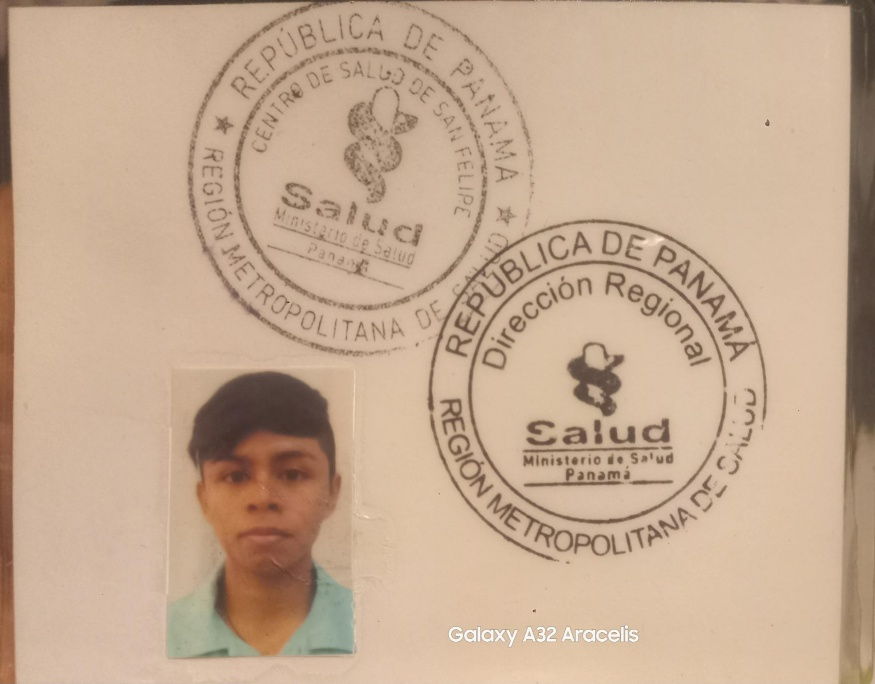 ★ REPÚBLICA DE PANAMA ★
CENTRO DE SALUD DE SAN FELIPE
Salud
Ministerio de Salud
Panamá
REGIÓN METROPOLITANA DE SALUD
REPÚBLICA DE PANAMÁ
Dirección Regional
Salud
Ministerio de Salud
Panamá
REGIÓN METROPOLITANA DE SALUD
Galaxy A32 Aracelis